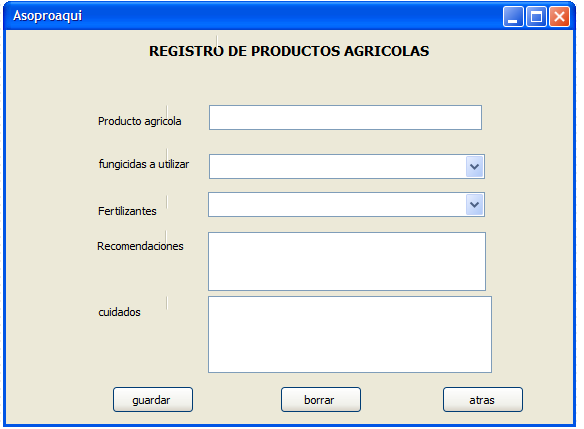 Asoproaqui
REGISTRO DE PRODUCTOS AGRICOLAS
Producto agricola
fungicidas a utilizar
Fertilizantes
Recomendaciones
cuidados
guardar borrar atras